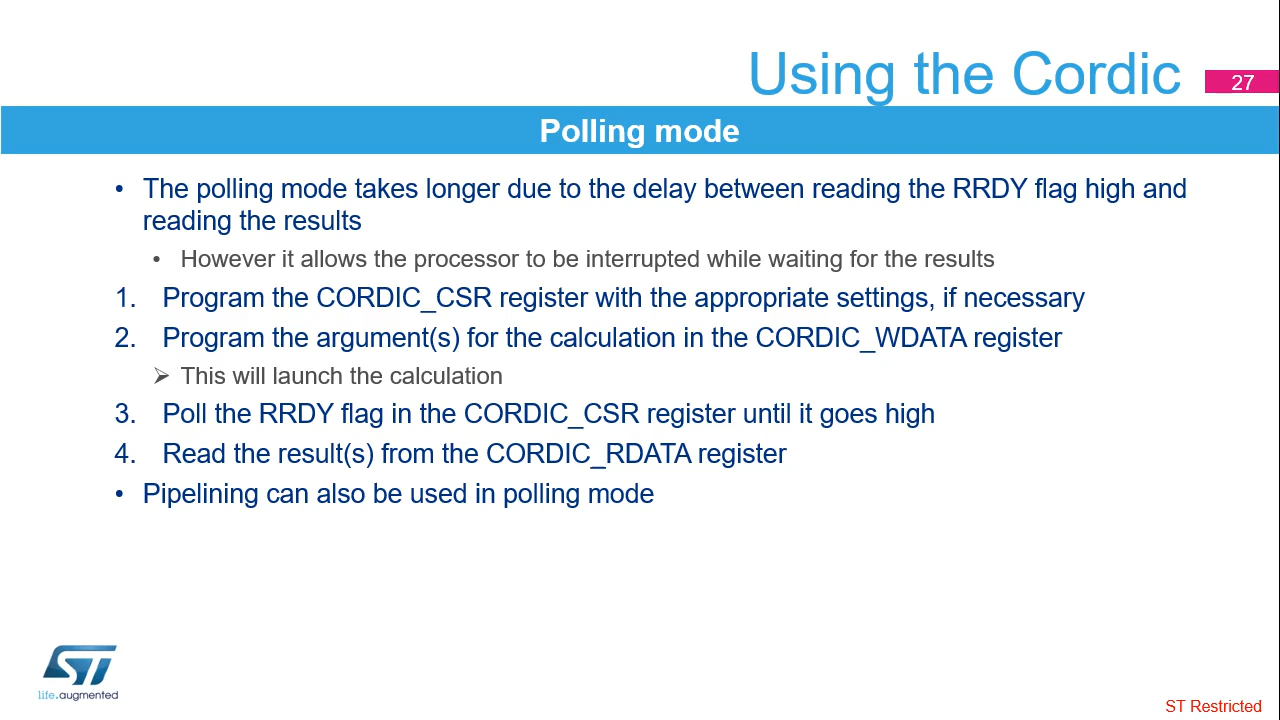 Using the Cordic
27
Polling mode
• The polling mode takes longer due to the delay between reading the RRDY flag high and
reading the results
• However it allows the processor to be interrupted while waiting for the results
1. Program the CORDIC_CSR register with the appropriate settings, if necessary
2. Program the argument(s) for the calculation in the CORDIC_WDATA register
➢ This will launch the calculation
3. Poll the RRDY flag in the CORDIC_CSR register until it goes high
4. Read the result(s) from the CORDIC_RDATA register
• Pipelining can also be used in polling mode
ST
life.augmented
ST Restricted